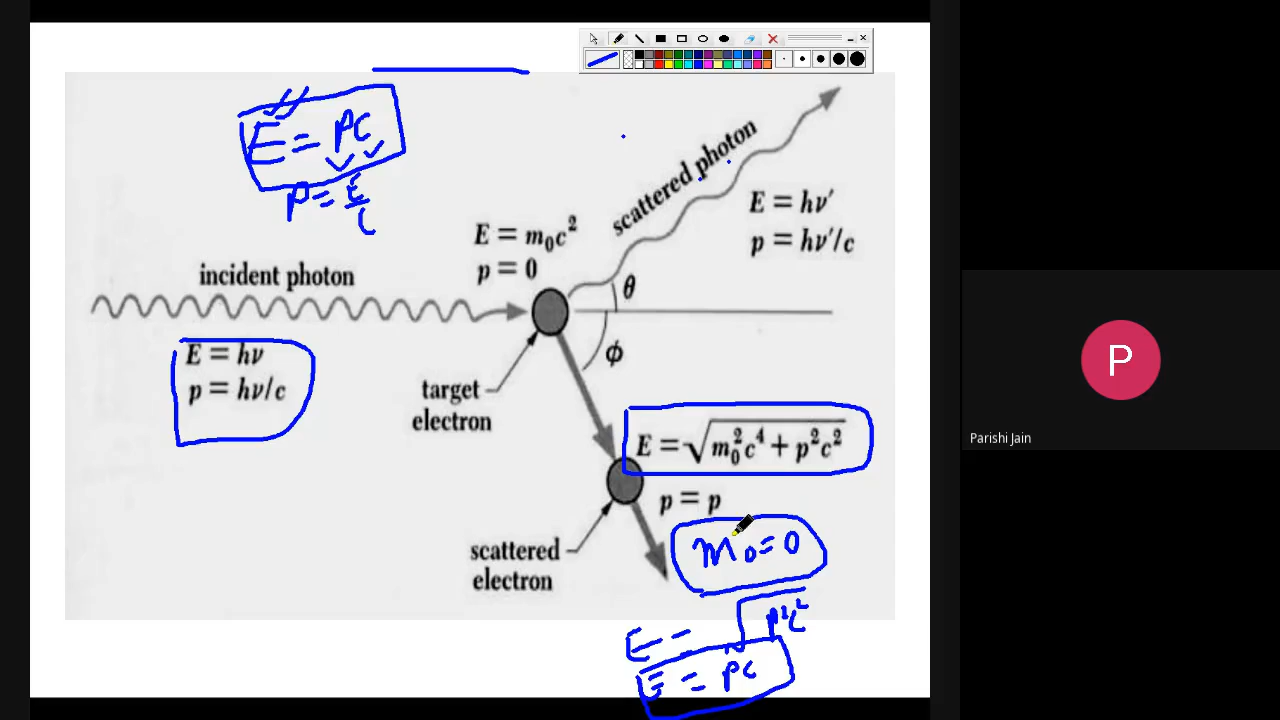 E = PC
P = E/C
scattered photon
E = hν′
p = hν′/c
E = m₀c²
p = 0
incident photon
θ
E = hν
p = hν/c
ϕ
target
electron
E = √m₀²c⁴ + p²c²
p = p
m₀ = 0
scattered
electron
E = √P²C²
E = PC
P
Parishi Jain